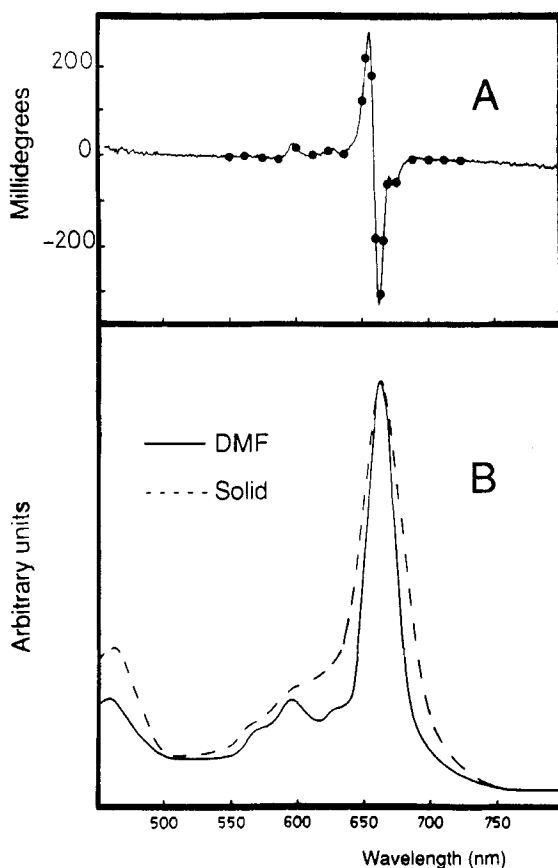 Millidegrees
200
0
-200
A
Arbitrary units
DMF
Solid
B
500 550 600 650 700 750
Wavelength (nm)